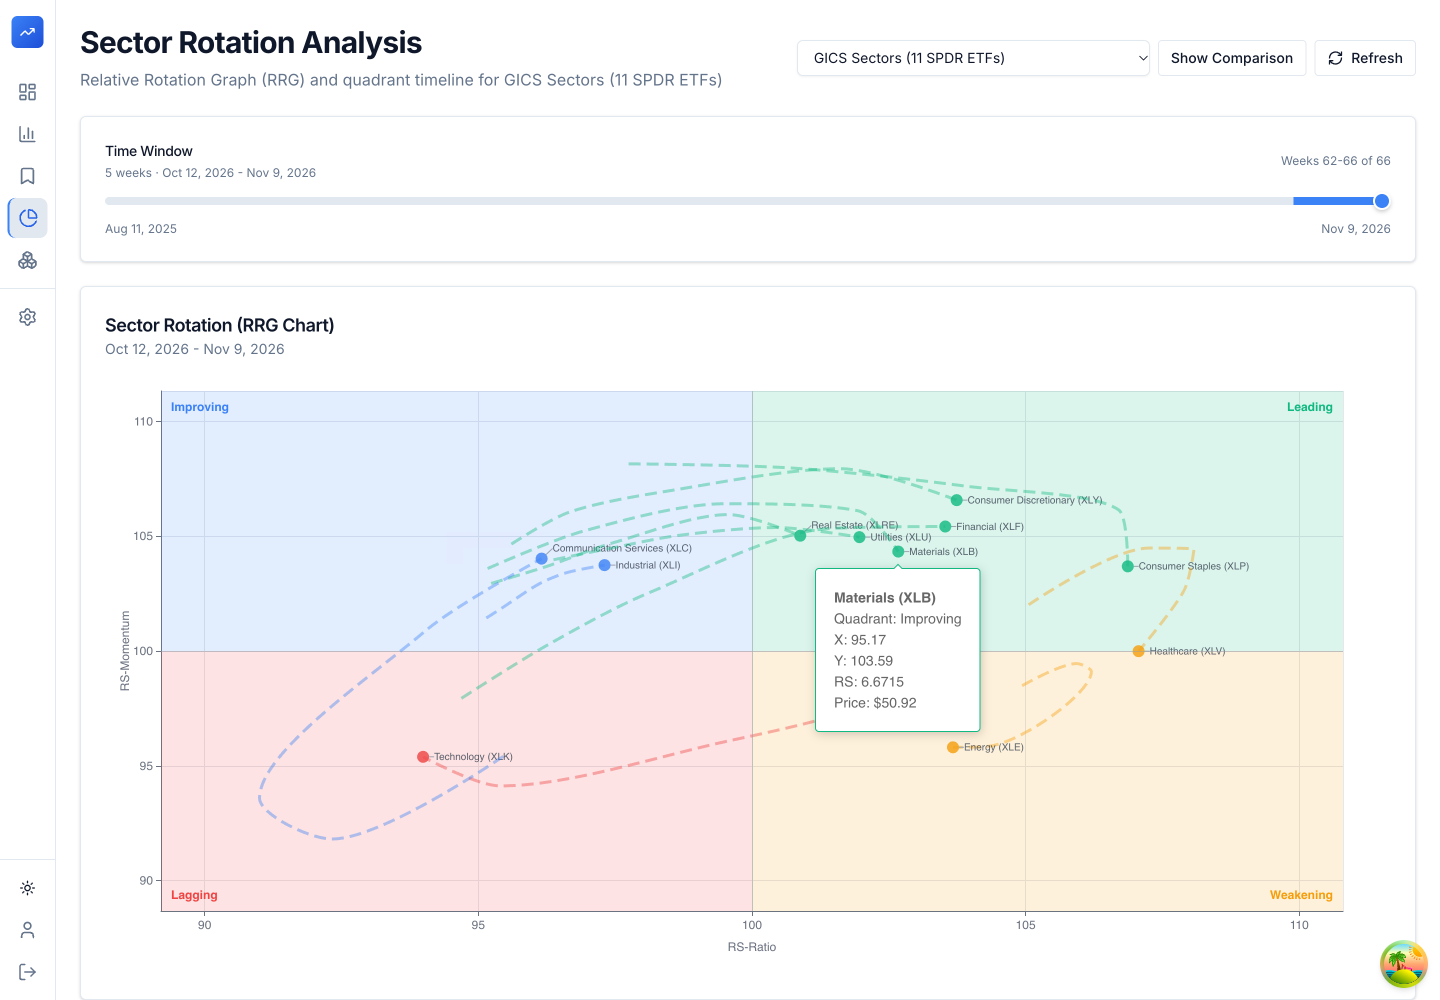 Sector Rotation Analysis
Relative Rotation Graph (RRG) and quadrant timeline for GICS Sectors (11 SPDR ETFs)
GICS Sectors (11 SPDR ETFs)
Show Comparison
Refresh
Time Window
5 weeks · Oct 12, 2026 - Nov 9, 2026
Weeks 62-66 of 66
Aug 11, 2025
Nov 9, 2026
Sector Rotation (RRG Chart)
Oct 12, 2026 - Nov 9, 2026
Improving
Leading
110
105
100
95
90
RS-Momentum
Consumer Discretionary (XLY)
Real Estate (XLRE)
Financial (XLF)
Utilities (XLU)
Communication Services (XLC)
Materials (XLB)
Industrial (XLI)
Consumer Staples (XLP)
Materials (XLB)
Quadrant: Improving
X: 95.17
Y: 103.59
RS: 6.6715
Price: $50.92
Healthcare (XLV)
Energy (XLE)
Technology (XLK)
Lagging
Weakening
90
95
100
105
110
RS-Ratio